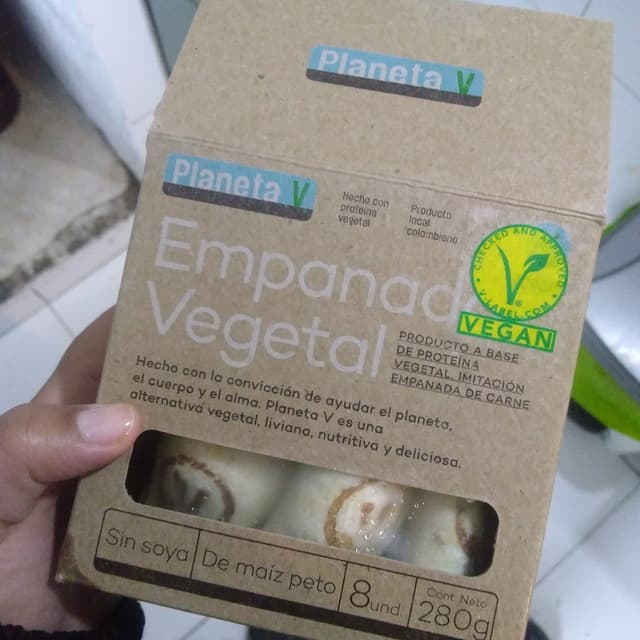 Planeta V
Planeta V
Hecho con
proteína
vegetal
Producto
local
colombiano
Empanad
Vegetal
CHECKED AND APPROVED
V-LABEL.COM
VEGAN
PRODUCTO A BASE
DE PROTEÍNA
VEGETAL. IMITACIÓN
EMPANADA DE CARNE
Hecho con la convicción de ayudar el planeta,
el cuerpo y el alma. Planeta V es una
alternativa vegetal, liviana, nutritiva y deliciosa.
Sin soya
De maíz peto
8und
Cont. Neto
280g